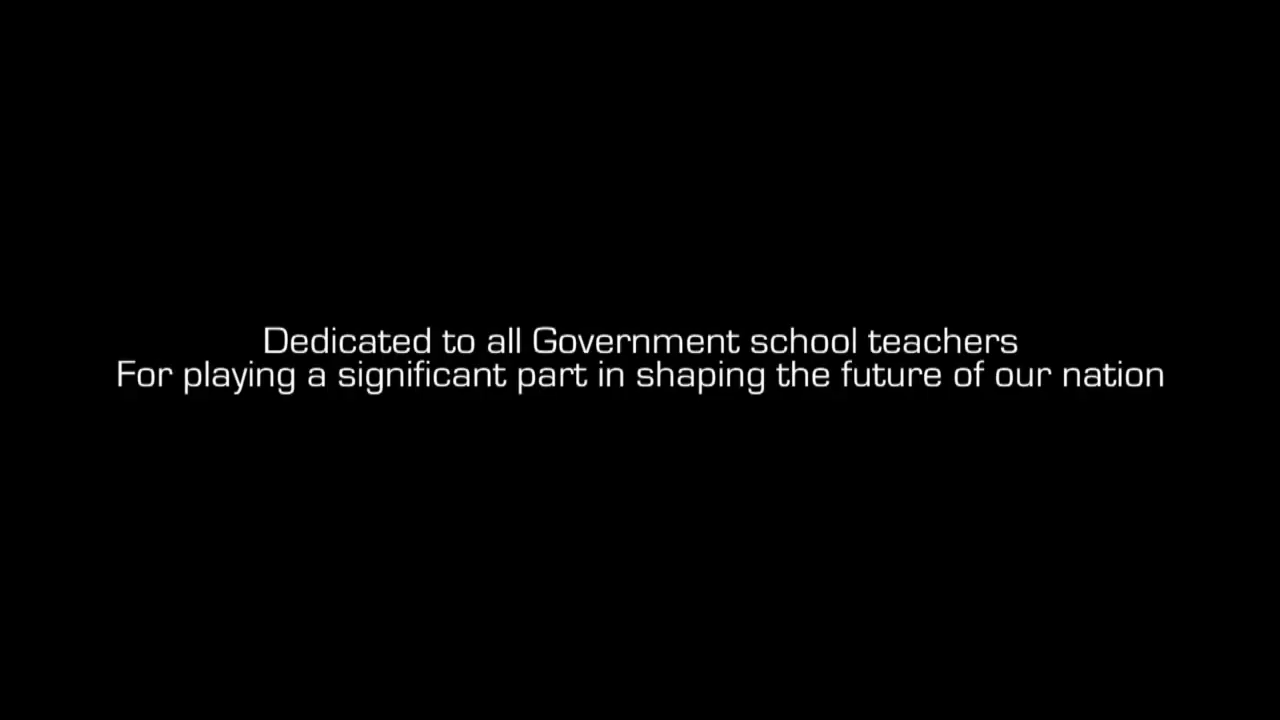 Dedicated to all Government school teachers
For playing a significant part in shaping the future of our nation